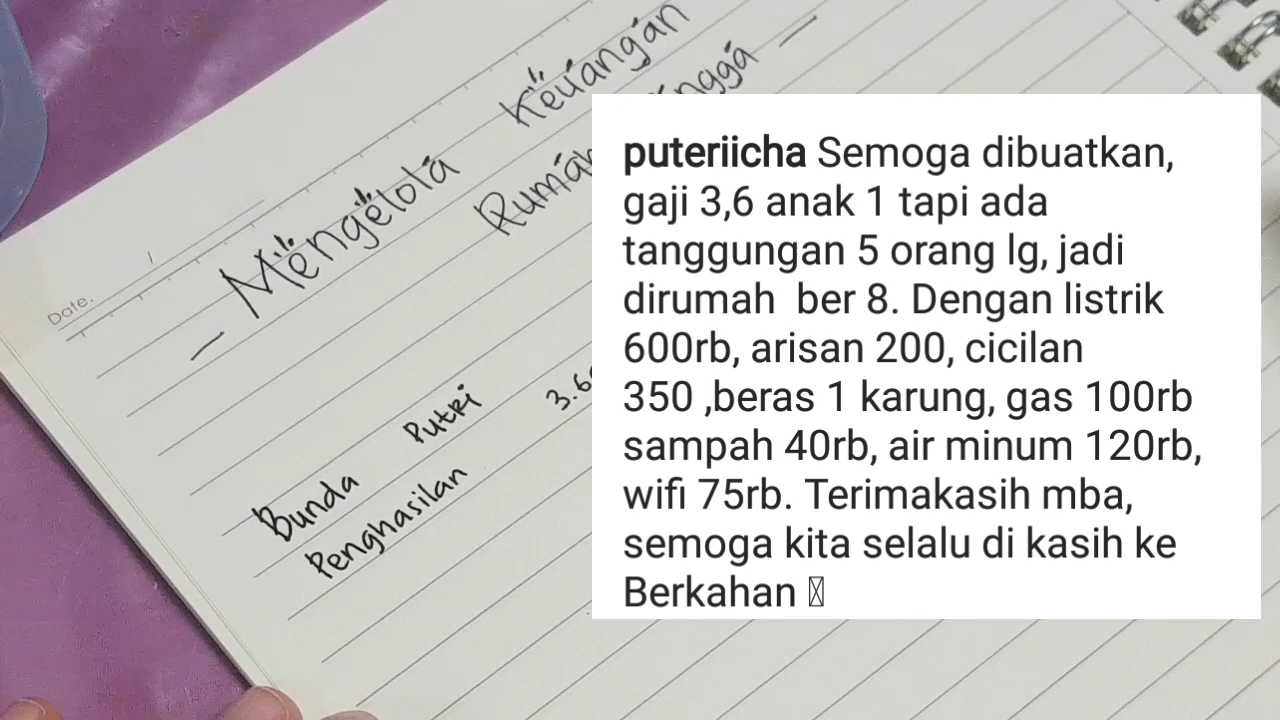 Date.
– Mengelola Keuangan
Rumah
Bunda Putri
Penghasilan 3.6
puteriicha Semoga dibuatkan,
gaji 3,6 anak 1 tapi ada
tanggungan 5 orang lg, jadi
dirumah ber 8. Dengan listrik
600rb, arisan 200, cicilan
350 ,beras 1 karung, gas 100rb
sampah 40rb, air minum 120rb,
wifi 75rb. Terimakasih mba,
semoga kita selalu di kasih ke
Berkahan